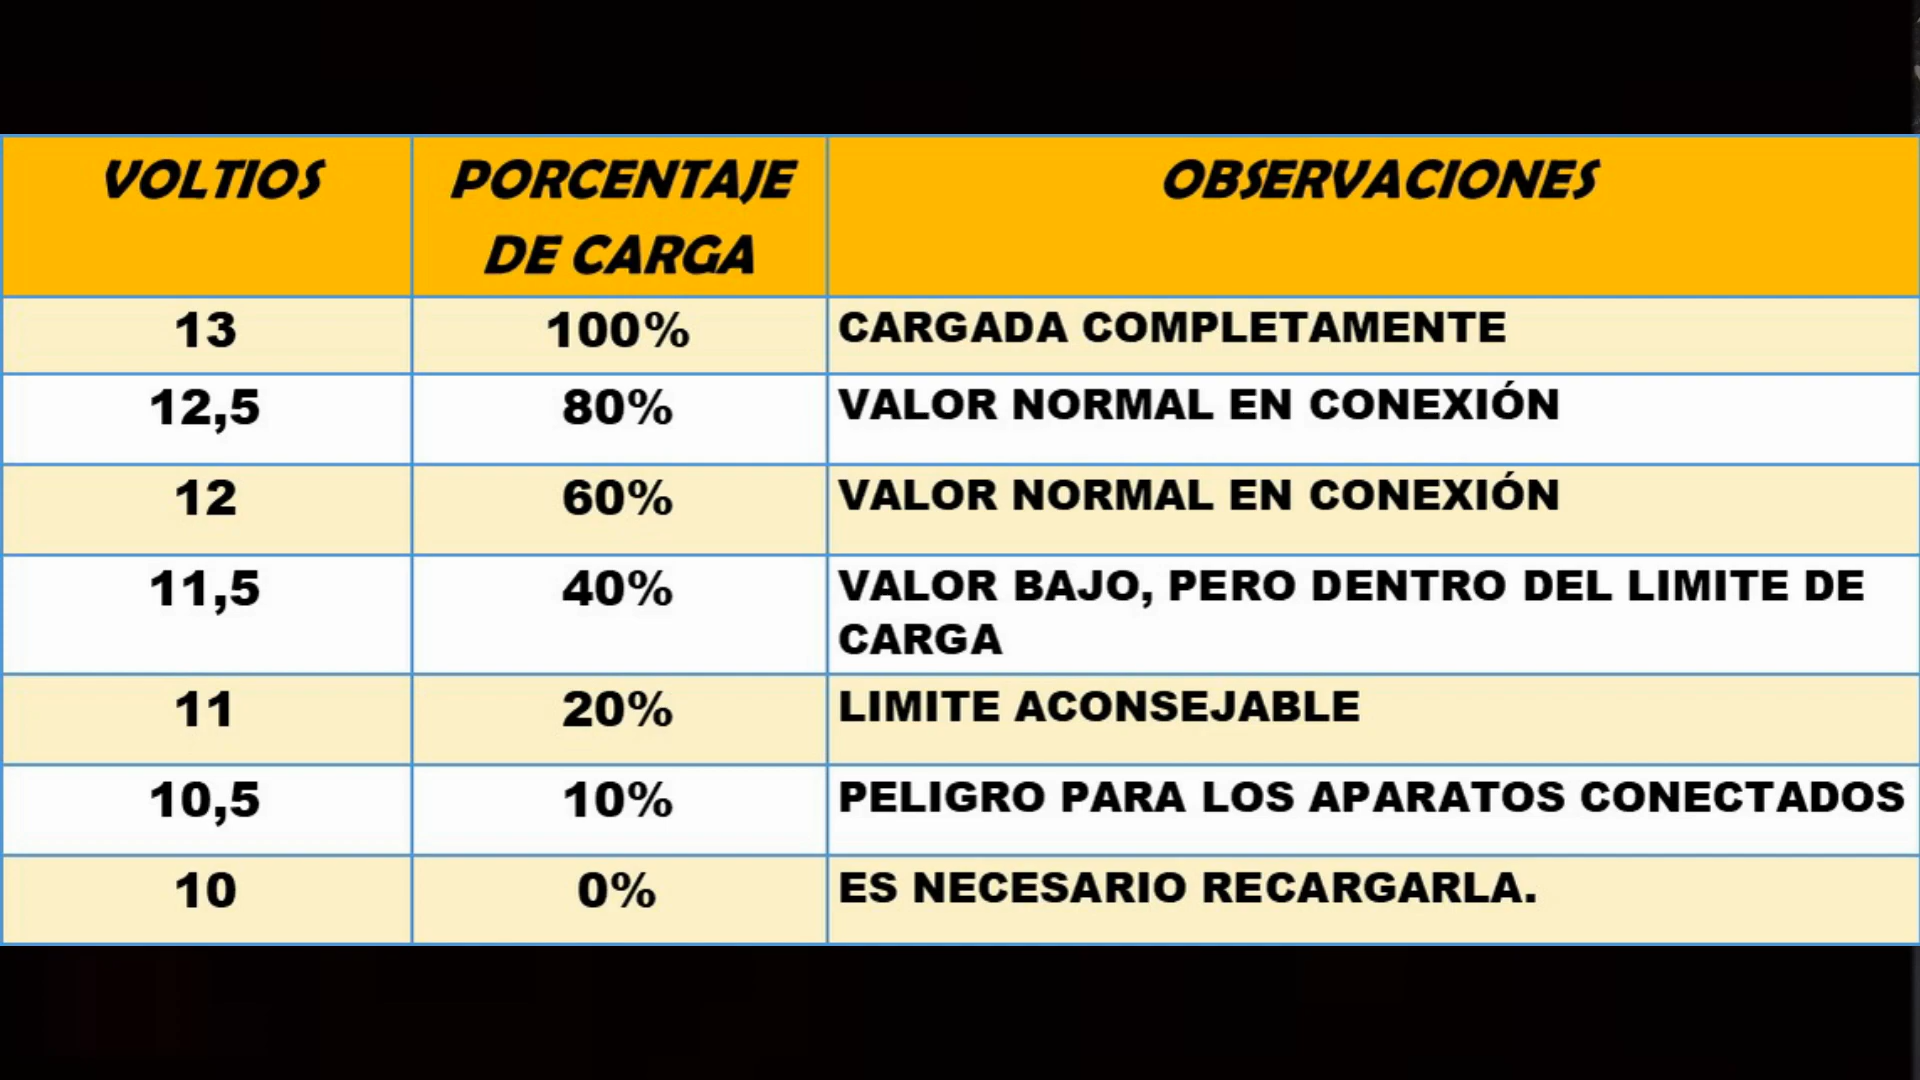 VOLTIOS PORCENTAJE DE CARGA OBSERVACIONES
13 100% CARGADA COMPLETAMENTE
12,5 80% VALOR NORMAL EN CONEXIÓN
12 60% VALOR NORMAL EN CONEXIÓN
11,5 40% VALOR BAJO, PERO DENTRO DEL LIMITE DE
CARGA
11 20% LIMITE ACONSEJABLE
10,5 10% PELIGRO PARA LOS APARATOS CONECTADOS
10 0% ES NECESARIO RECARGARLA.